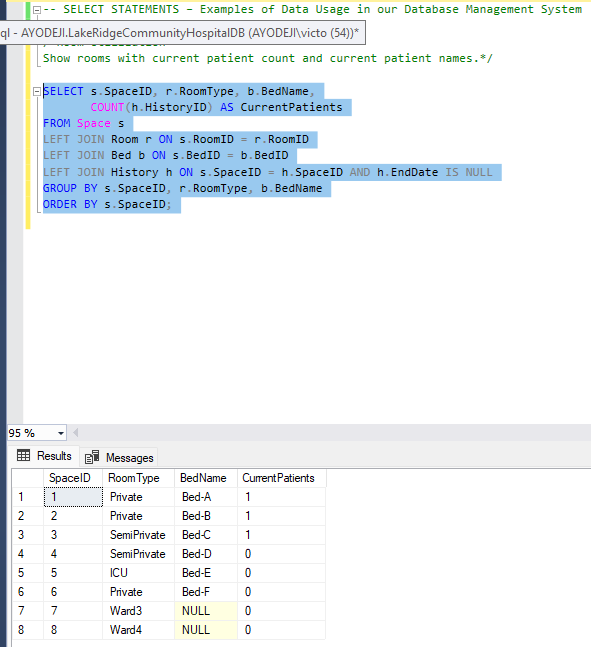 -- SELECT STATEMENTS - Examples of Data Usage in our Database Management System
ql - AYODEJI.LakeRidgeCommunityHospitalDB (AYODEJI\victo (54))*
Show rooms with current patient count and current patient names.*/
SELECT s.SpaceID, r.RoomType, b.BedName,
COUNT(h.HistoryID) AS CurrentPatients
FROM Space s
LEFT JOIN Room r ON s.RoomID = r.RoomID
LEFT JOIN Bed b ON s.BedID = b.BedID
LEFT JOIN History h ON s.SpaceID = h.SpaceID AND h.EndDate IS NULL
GROUP BY s.SpaceID, r.RoomType, b.BedName
ORDER BY s.SpaceID;
95 %
Results Messages
SpaceID RoomType BedName CurrentPatients
1 1 Private Bed-A 1
2 2 Private Bed-B 1
3 3 SemiPrivate Bed-C 1
4 4 SemiPrivate Bed-D 0
5 5 ICU Bed-E 0
6 6 Private Bed-F 0
7 7 Ward3 NULL 0
8 8 Ward4 NULL 0